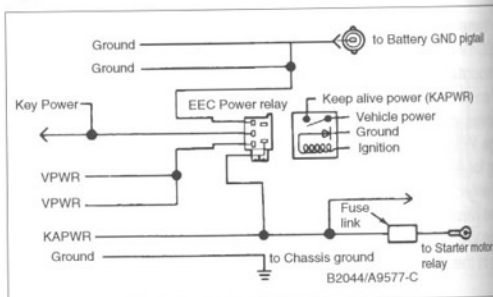 Ground
to Battery GND pigtail
Ground
Key Power
EEC Power relay
Keep alive power (KAPWR)
Vehicle power
Ground
Ignition
VPWR
VPWR
KAPWR
Fuse
link
Ground
to Chassis ground
to Starter motor
relay
B2044/A9577-C